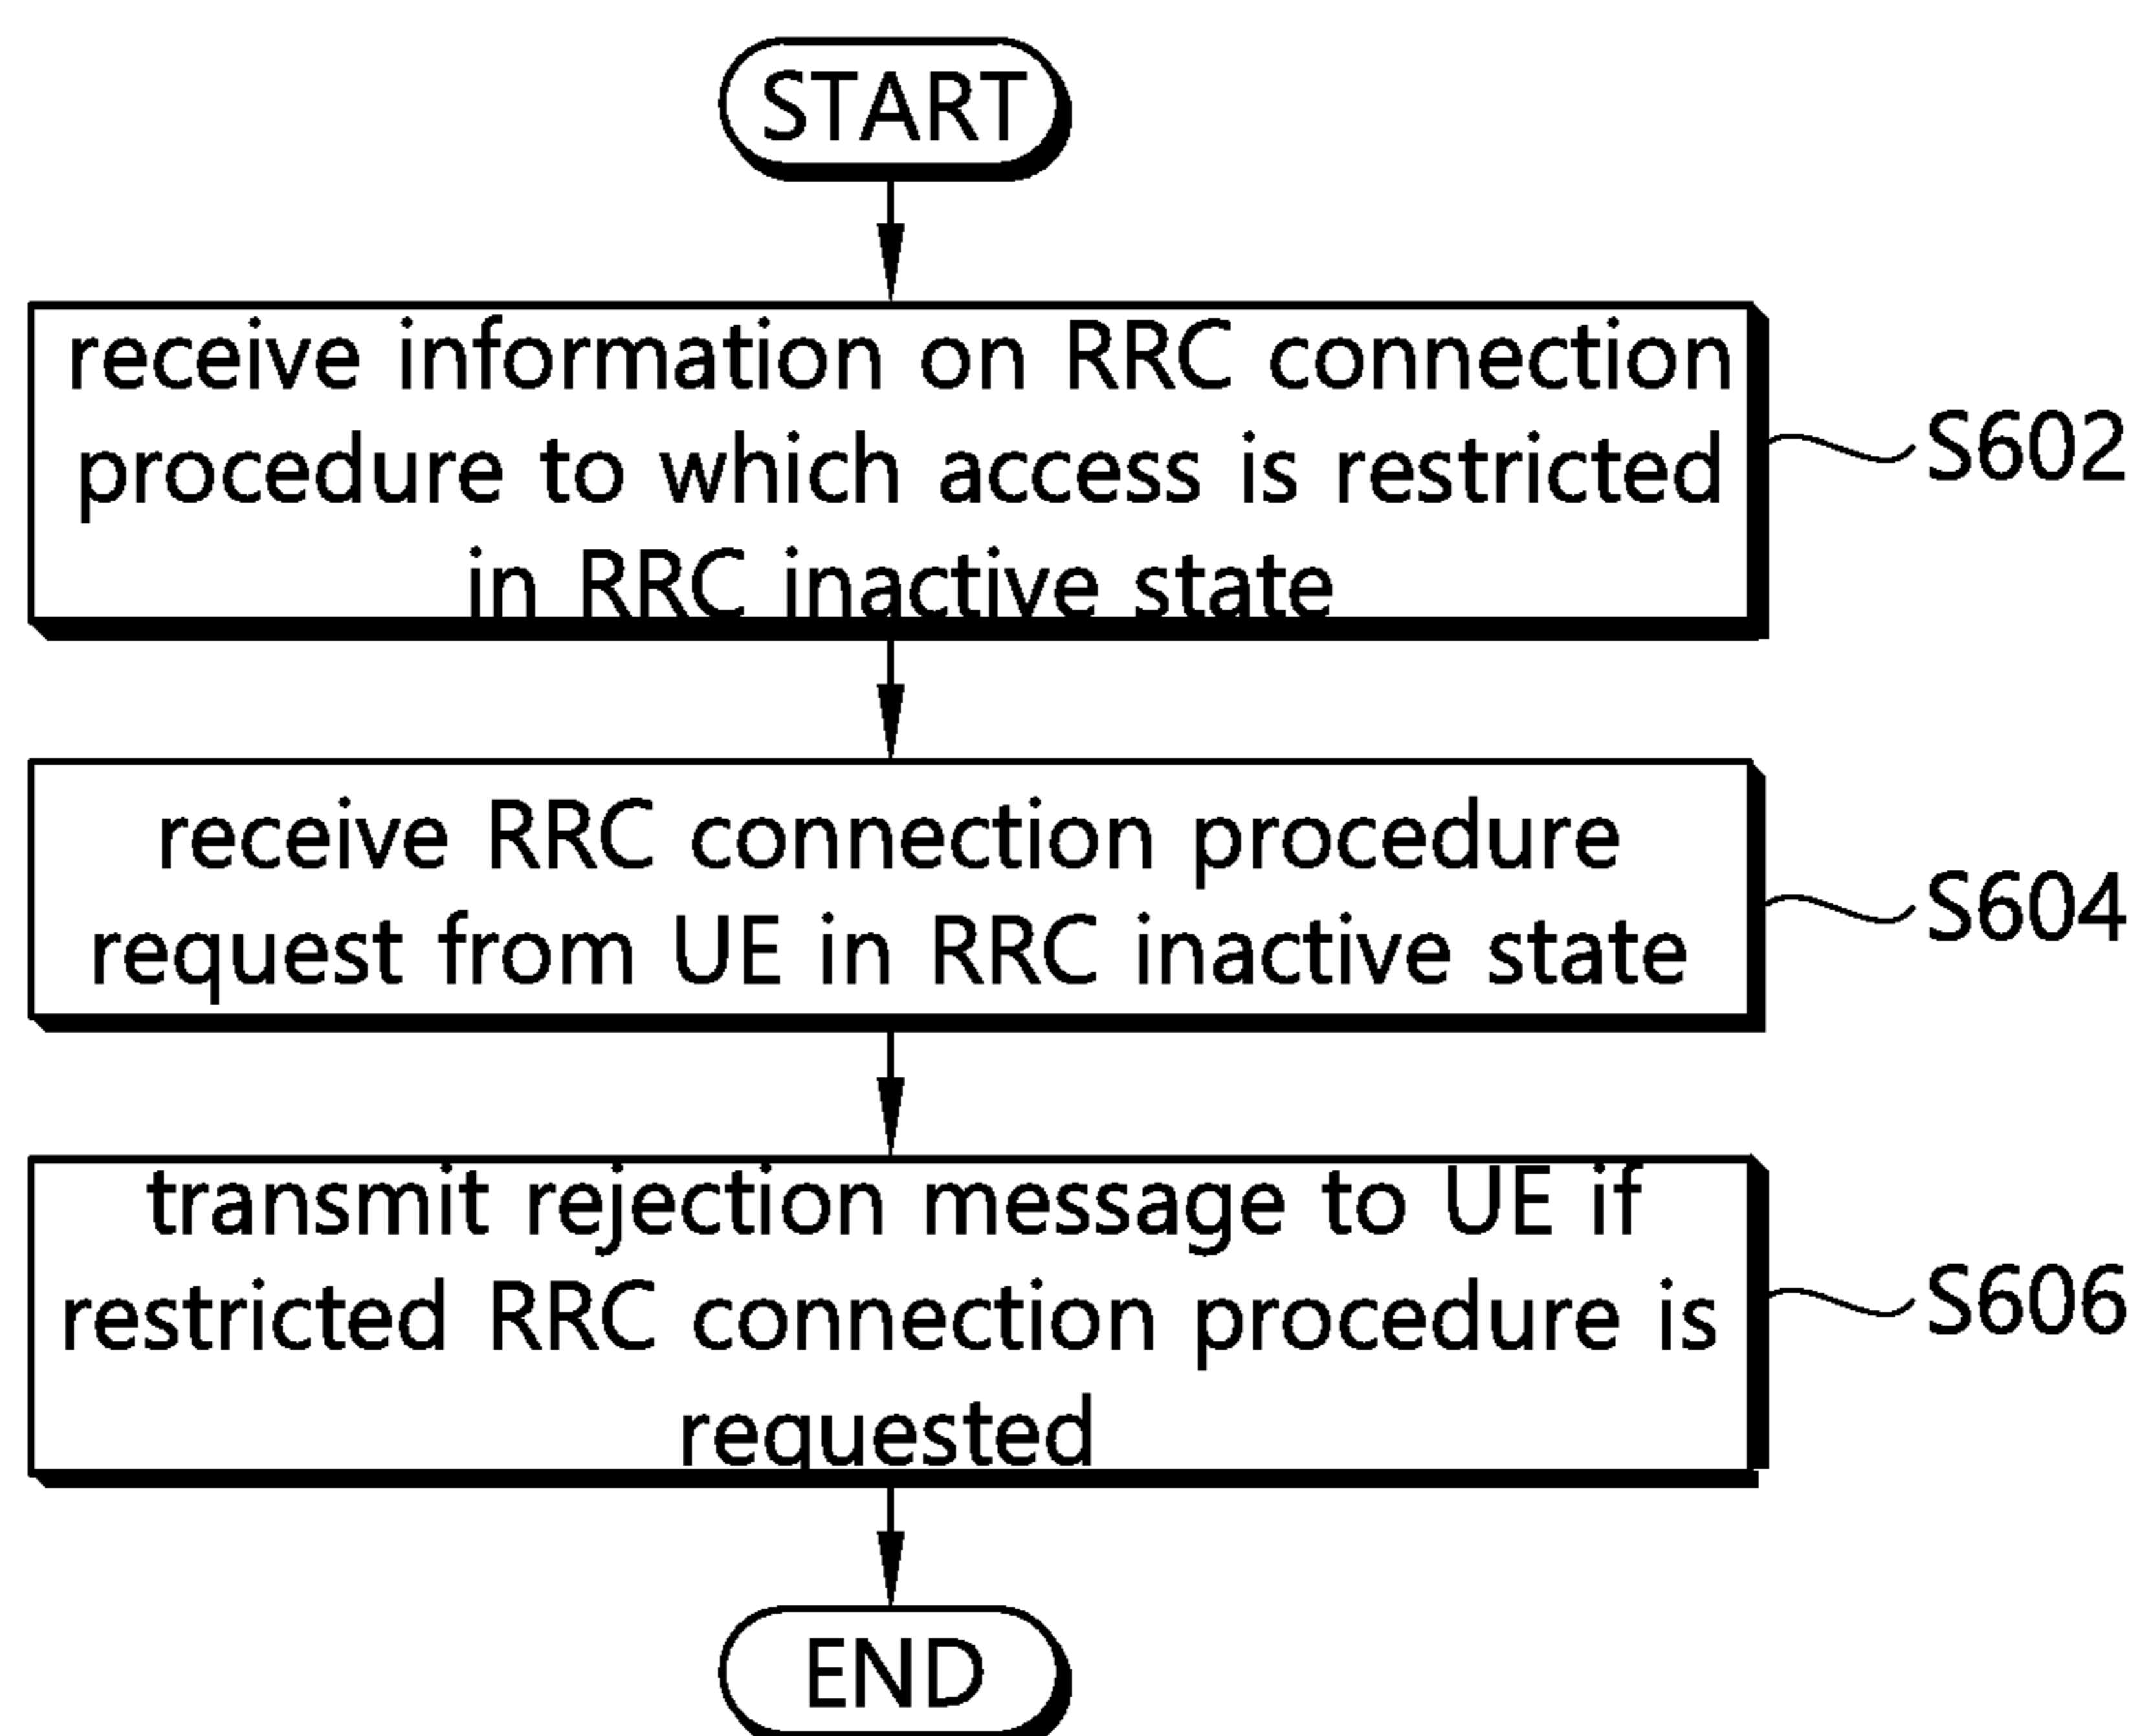 START
receive information on RRC connection
procedure to which access is restricted
in RRC inactive state
S602
receive RRC connection procedure
request from UE in RRC inactive state
S604
transmit rejection message to UE if
restricted RRC connection procedure is
requested
S606
END